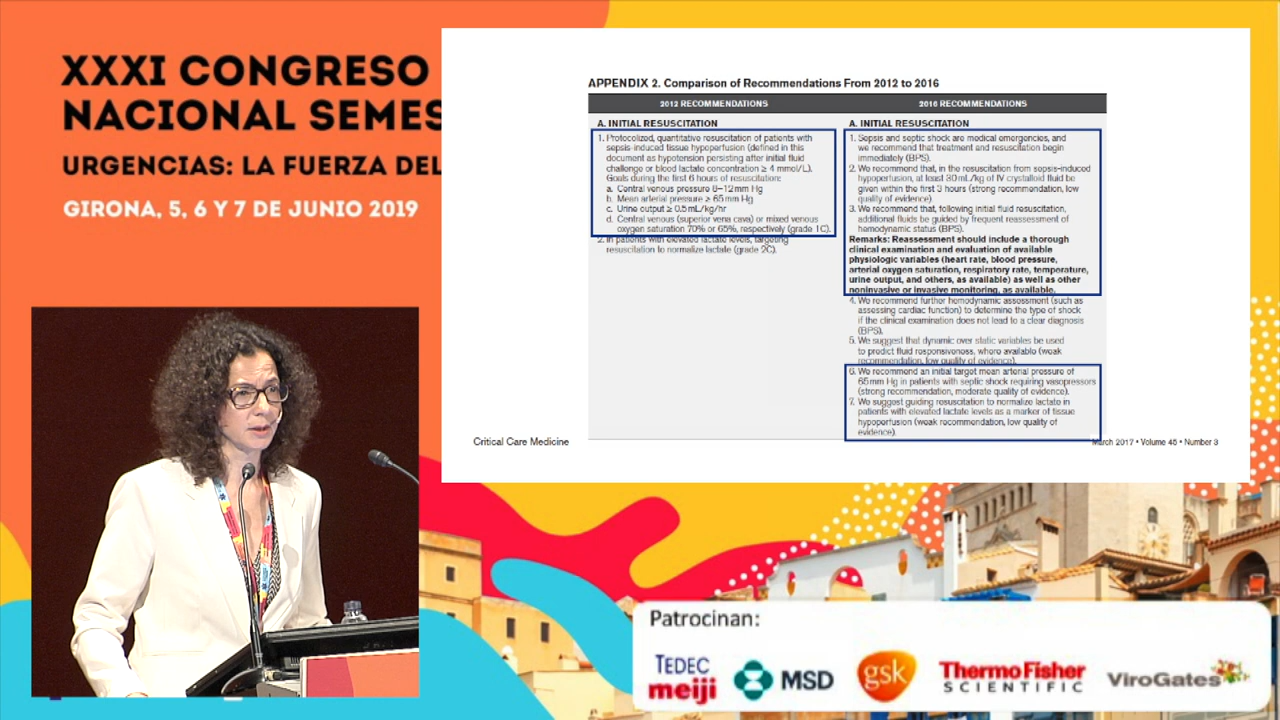 XXXI CONGRESO
NACIONAL SEMES
URGENCIAS: LA FUERZA DEL
GIRONA, 5, 6 Y 7 DE JUNIO 2019
APPENDIX 2. Comparison of Recommendations From 2012 to 2016
2012 RECOMMENDATIONS
A. INITIAL RESUSCITATION
1. Protocolized, quantitative resuscitation of patients with
sepsis-induced tissue hypoperfusion (defined in this
document as hypotension persisting after initial fluid
challenge or blood lactate concentration ≥ 4 mmol/L).
Goals during the first 6 hours of resuscitation:
a. Central venous pressure 8–12 mm Hg
b. Mean arterial pressure ≥ 65 mm Hg
c. Urine output ≥ 0.5 mL/kg/hr
d. Central venous (superior vena cava) or mixed venous
oxygen saturation 70% or 65%, respectively (grade 1C).
2. In patients with elevated lactate levels, targeting
resuscitation to normalize lactate (grade 2C).
2016 RECOMMENDATIONS
A. INITIAL RESUSCITATION
1. Sepsis and septic shock are medical emergencies, and
we recommend that treatment and resuscitation begin
immediately (BPS).
2. We recommend that, in the resuscitation from sepsis-induced
hypoperfusion, at least 30 mL/kg of IV crystalloid fluid be
given within the first 3 hours (strong recommendation, low
quality of evidence).
3. We recommend that, following initial fluid resuscitation,
additional fluids be guided by frequent reassessment of
hemodynamic status (BPS).
Remarks: Reassessment should include a thorough
clinical examination and evaluation of available
physiologic variables (heart rate, blood pressure,
arterial oxygen saturation, respiratory rate, temperature,
urine output, and others, as available) as well as other
noninvasive or invasive monitoring, as available.
4. We recommend further hemodynamic assessment (such as
assessing cardiac function) to determine the type of shock
if the clinical examination does not lead to a clear diagnosis
(BPS).
5. We suggest that dynamic over static variables be used
to predict fluid responsiveness, where available (weak
recommendation, low quality of evidence).
6. We recommend an initial target mean arterial pressure of
65 mm Hg in patients with septic shock requiring vasopressors
(strong recommendation, moderate quality of evidence).
7. We suggest guiding resuscitation to normalize lactate in
patients with elevated lactate levels as a marker of tissue
hypoperfusion (weak recommendation, low quality of
evidence).
Critical Care Medicine
March 2017 • Volume 45 • Number 3
Patrocinan:
TEDEC
meiji
MSD
gsk
ThermoFisher
SCIENTIFIC
ViroGates